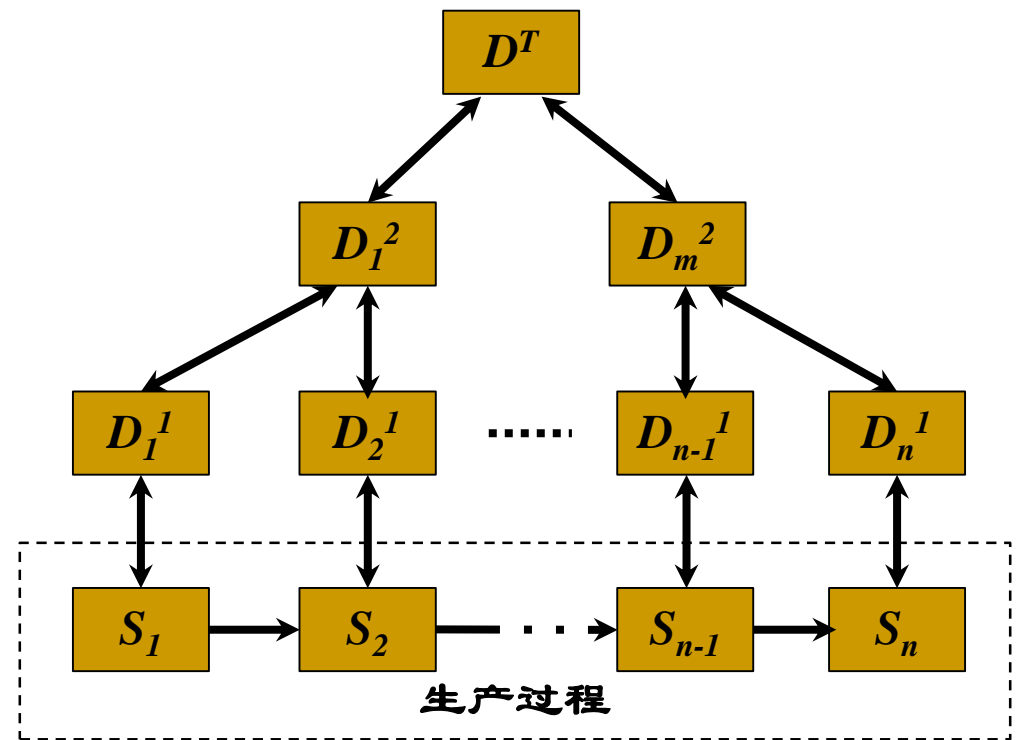 D^T
D_1^2 D_m^2
D_1^1 D_2^1 ······ D_{n-1}^1 D_n^1
S_1 S_2 · · · S_{n-1} S_n
生产过程